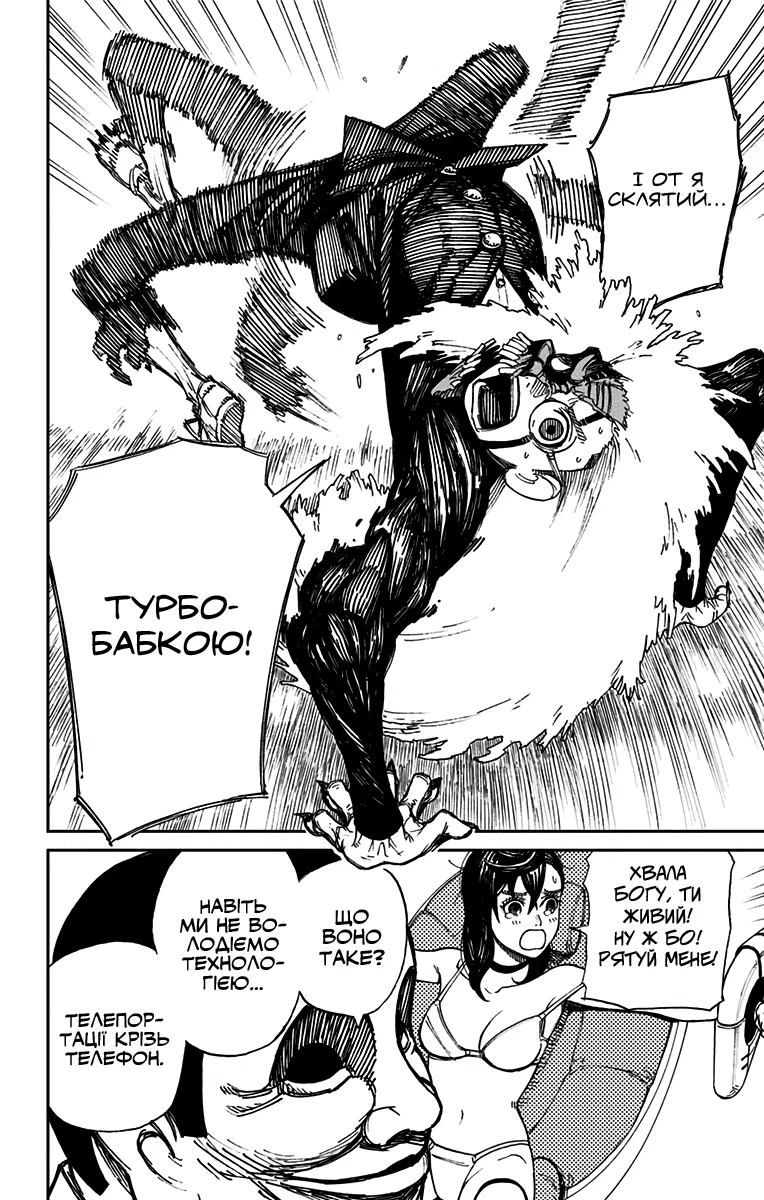 І ОТ Я
СКЛЯТИЙ...
ТУРБО-
БАБКОЮ!
ХВАЛА
БОГУ, ТИ
ЖИВИЙ!
НУ Ж БО!
РЯТУЙ МЕНЕ!
ЩО
ВОНО
ТАКЕ?
НАВІТЬ
МИ НЕ ВО-
ЛОДІЄМО
ТЕХНОЛО-
ГІЄЮ...
ТЕЛЕПОР-
ТАЦІЇ КРІЗЬ
ТЕЛЕФОН.